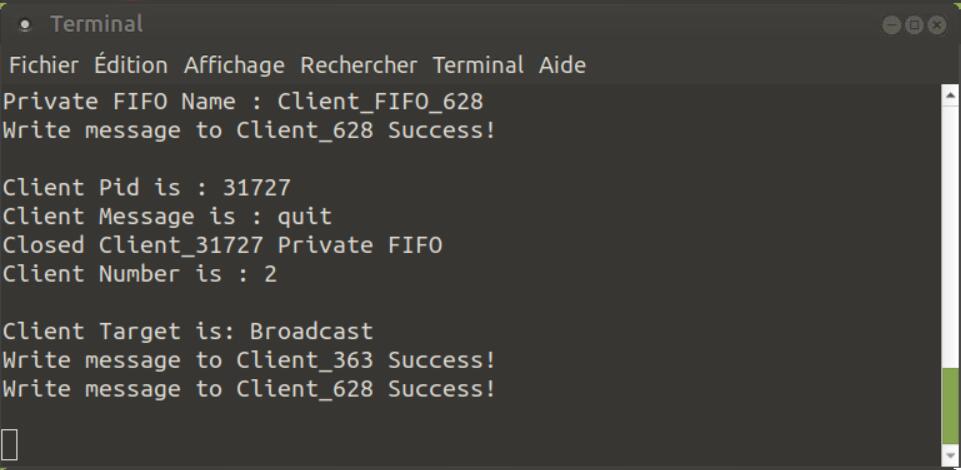 Terminal
Fichier Édition Affichage Rechercher Terminal Aide
Private FIFO Name : Client_FIFO_628
Write message to Client_628 Success!
Client Pid is : 31727
Client Message is : quit
Closed Client_31727 Private FIFO
Client Number is : 2
Client Target is: Broadcast
Write message to Client_363 Success!
Write message to Client_628 Success!